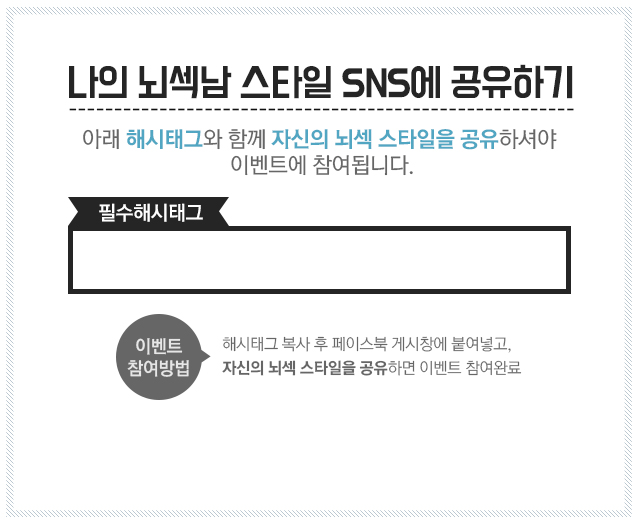 나의 뇌섹남 스타일 SNS에 공유하기
아래 해시태그와 함께 자신의 뇌섹 스타일을 공유하셔야
이벤트에 참여됩니다.
필수해시태그
이벤트
참여방법
해시태그 복사 후 페이스북 게시창에 붙여넣고,
자신의 뇌섹 스타일을 공유하면 이벤트 참여완료